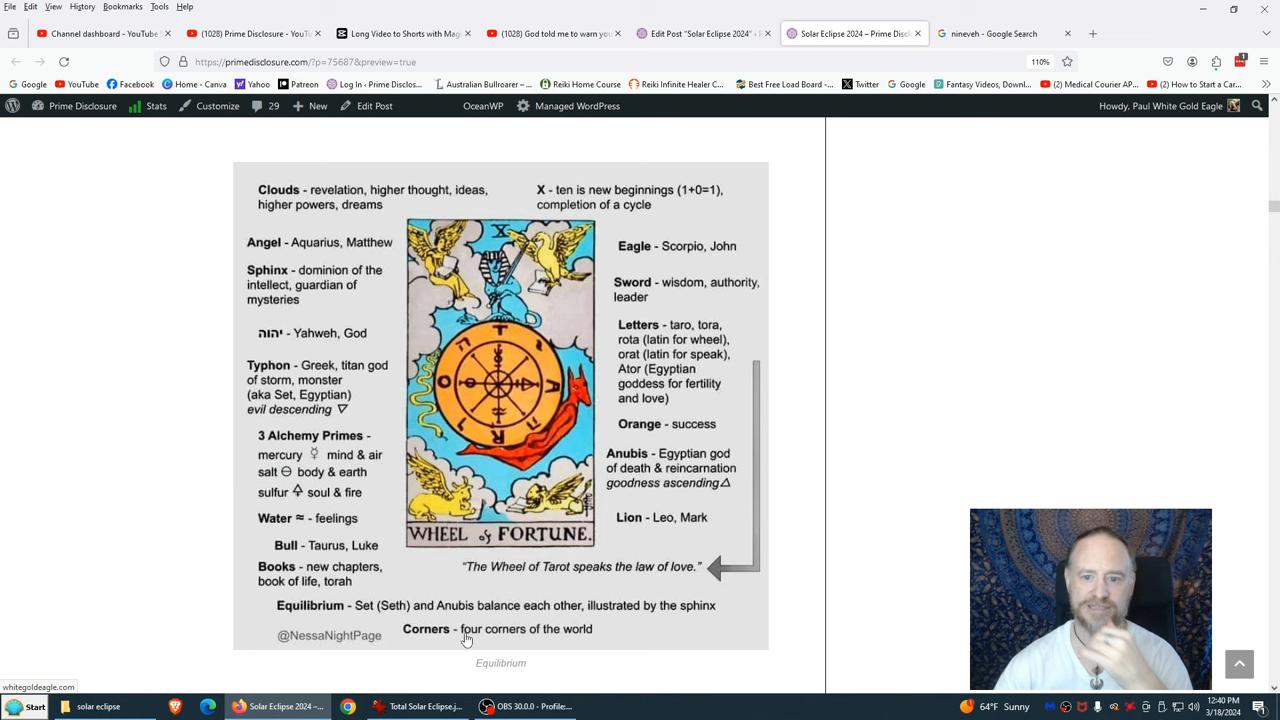 File Edit View History Bookmarks Tools Help
Channel dashboard - YouTube
(1028) Prime Disclosure - YouTu
Long Video to Shorts with Mag
(1028) God told me to warn you
Edit Post "Solar Eclipse 2024" ‹
Solar Eclipse 2024 – Prime Discl
nineveh - Google Search
https://primedisclosure.com/?p=75687&preview=true
110%
1
Google YouTube Facebook Home - Canva Yahoo Patreon Log In ‹ Prime Disclos... Australian Bullroarer –... Reiki Home Course Reiki Infinite Healer C... Best Free Load Board -... Twitter Google Fantasy Videos, Downl... (2) Medical Courier AP... (2) How to Start a Car...
Prime Disclosure Stats Customize 29 New Edit Post OceanWP Managed WordPress Howdy, Paul White Gold Eagle
Clouds - revelation, higher thought, ideas,
higher powers, dreams
X - ten is new beginnings (1+0=1),
completion of a cycle
Angel - Aquarius, Matthew
Sphinx - dominion of the
intellect, guardian of
mysteries
יהוה - Yahweh, God
Typhon - Greek, titan god
of storm, monster
(aka Set, Egyptian)
evil descending ▽
3 Alchemy Primes -
mercury ☿ mind & air
salt ⊖ body & earth
sulfur 🜍 soul & fire
Water ≈ - feelings
Bull - Taurus, Luke
Books - new chapters,
book of life, torah
X
T
A
R
O
WHEEL of FORTUNE.
Eagle - Scorpio, John
Sword - wisdom, authority,
leader
Letters - taro, tora,
rota (latin for wheel),
orat (latin for speak),
Ator (Egyptian
goddess for fertility
and love)
Orange - success
Anubis - Egyptian god
of death & reincarnation
goodness ascending△
Lion - Leo, Mark
"The Wheel of Tarot speaks the law of love."
Equilibrium - Set (Seth) and Anubis balance each other, illustrated by the sphinx
Corners - four corners of the world
@NessaNightPage
Equilibrium
whitegoldeagle.com
Start solar eclipse Solar Eclipse 2024 –... Total Solar Eclipse.j... OBS 30.0.0 - Profile:... 64°F Sunny
12:40 PM
3/18/2024